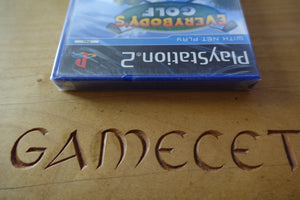 EVERYBODY'S
GOLF
PlayStation.2
WITH NET PLAY
GAMECET